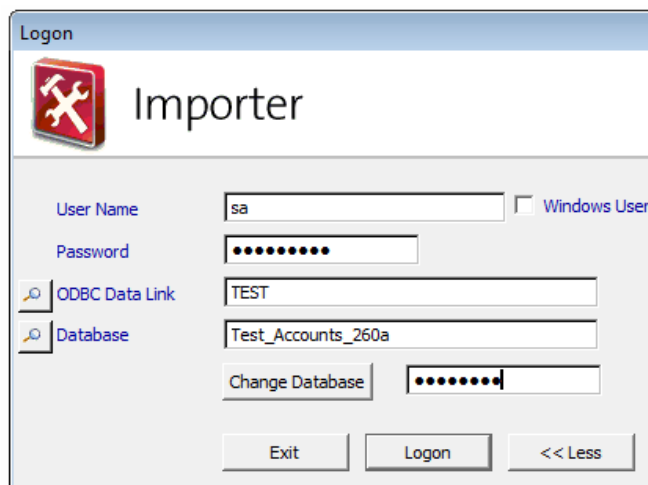 Logon
Importer
User Name sa Windows User
Password ●●●●●●●●●
ODBC Data Link TEST
Database Test_Accounts_260a
Change Database ●●●●●●●●
Exit Logon << Less